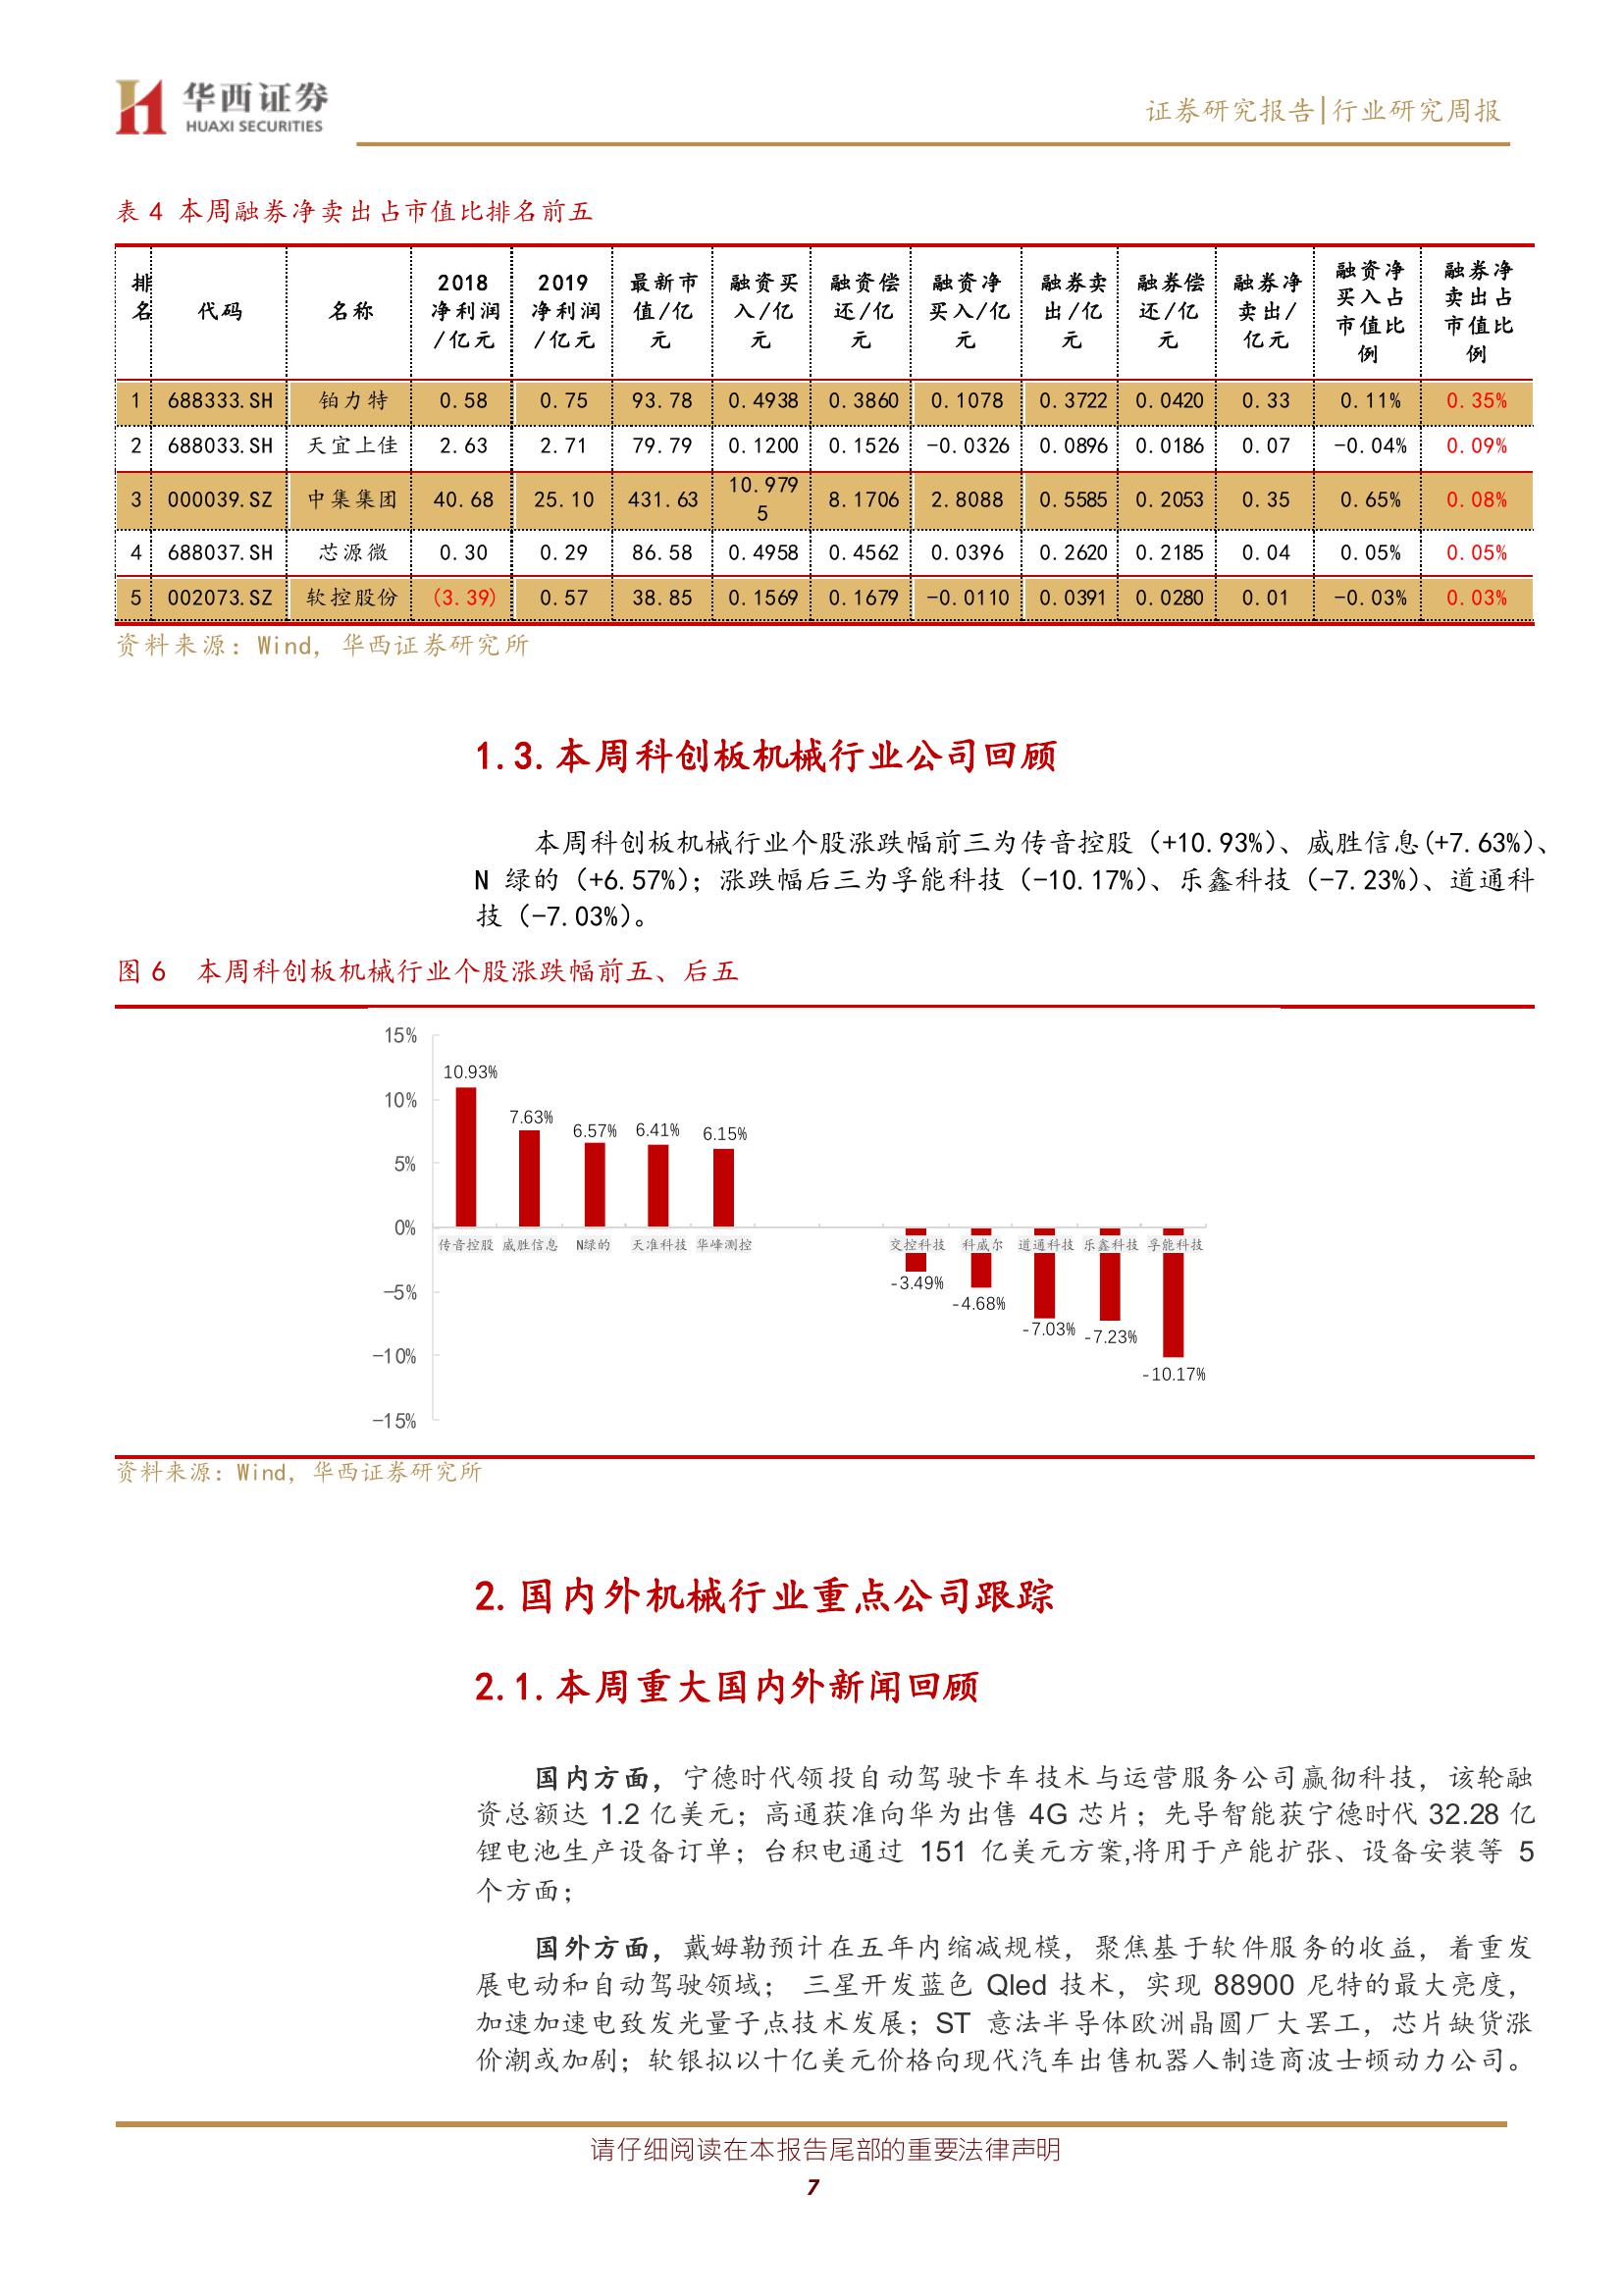 华西证券
HUAXI SECURITIES
证券研究报告|行业研究周报
表 4 本周融券净卖出占市值比排名前五
排名 代码 名称 2018净利润/亿元 2019净利润/亿元 最新市值/亿元 融资买入/亿元 融资偿还/亿元 融资净买入/亿元 融券卖出/亿元 融券偿还/亿元 融券净卖出/亿元 融资净买入占市值比例 融券净卖出占市值比例
1 688333.SH 铂力特 0.58 0.75 93.78 0.4938 0.3860 0.1078 0.3722 0.0420 0.33 0.11% 0.35%
2 688033.SH 天宜上佳 2.63 2.71 79.79 0.1200 0.1526 -0.0326 0.0896 0.0186 0.07 -0.04% 0.09%
3 000039.SZ 中集集团 40.68 25.10 431.63 10.9795 8.1706 2.8088 0.5585 0.2053 0.35 0.65% 0.08%
4 688037.SH 芯源微 0.30 0.29 86.58 0.4958 0.4562 0.0396 0.2620 0.2185 0.04 0.05% 0.05%
5 002073.SZ 软控股份 (3.39) 0.57 38.85 0.1569 0.1679 -0.0110 0.0391 0.0280 0.01 -0.03% 0.03%
资料来源：Wind，华西证券研究所
1.3.本周科创板机械行业公司回顾
本周科创板机械行业个股涨跌幅前三为传音控股（+10.93%）、威胜信息(+7.63%)、
N 绿的（+6.57%）；涨跌幅后三为孚能科技（-10.17%）、乐鑫科技（-7.23%）、道通科
技（-7.03%）。
图 6 本周科创板机械行业个股涨跌幅前五、后五
15%
10%
5%
0%
-5%
-10%
-15%
10.93%
7.63%
6.57%
6.41%
6.15%
传音控股 威胜信息 N绿的 天准科技 华峰测控 交控科技 科威尔 道通科技 乐鑫科技 孚能科技
-3.49%
-4.68%
-7.03%
-7.23%
-10.17%
资料来源：Wind，华西证券研究所
2.国内外机械行业重点公司跟踪
2.1.本周重大国内外新闻回顾
国内方面，宁德时代领投自动驾驶卡车技术与运营服务公司赢彻科技，该轮融
资总额达 1.2 亿美元；高通获准向华为出售 4G 芯片；先导智能获宁德时代 32.28 亿
锂电池生产设备订单；台积电通过 151 亿美元方案,将用于产能扩张、设备安装等 5
个方面；
国外方面，戴姆勒预计在五年内缩减规模，聚焦基于软件服务的收益，着重发
展电动和自动驾驶领域； 三星开发蓝色 Qled 技术，实现 88900 尼特的最大亮度，
加速加速电致发光量子点技术发展；ST 意法半导体欧洲晶圆厂大罢工，芯片缺货涨
价潮或加剧；软银拟以十亿美元价格向现代汽车出售机器人制造商波士顿动力公司。
请仔细阅读在本报告尾部的重要法律声明
7